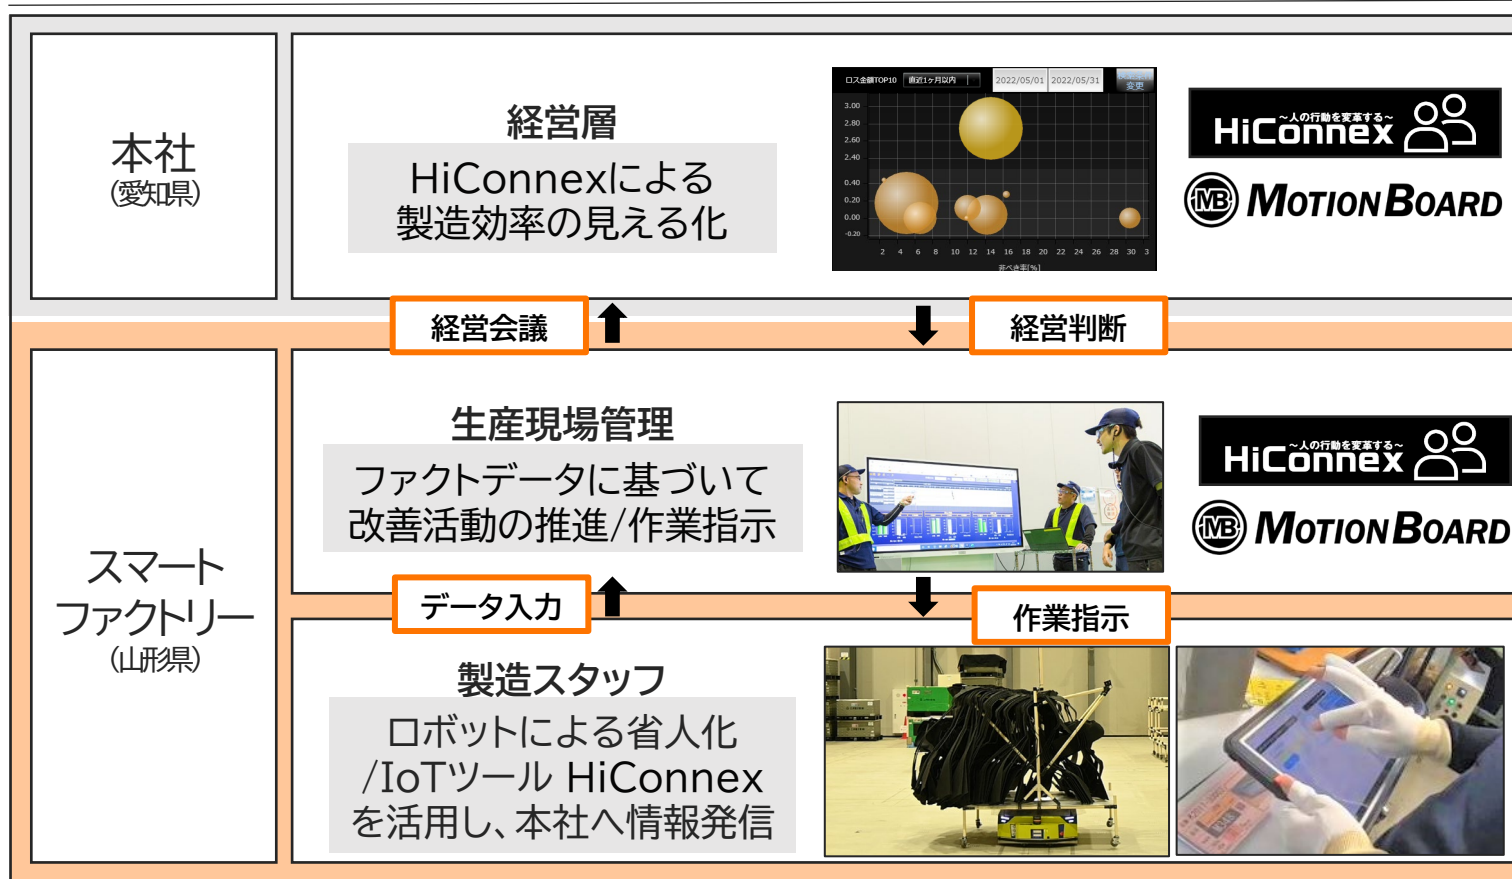 本社
(愛知県)
経営層
HiConnexによる
製造効率の見える化
ロス金額TOP10 直近1ヶ月以内 2022/05/01 2022/05/31
変更
3.00
2.80
2.60
2.40
0.40
0.20
0.00
-0.20
2 4 6 8 10 12 14 16 18 20 22 24 26 28 30 3
非べき率[%]
～人の行動を変革する～
HiConnex
MB MOTIONBOARD
経営会議
経営判断
スマート
ファクトリー
(山形県)
生産現場管理
ファクトデータに基づいて
改善活動の推進/作業指示
～人の行動を変革する～
HiConnex
MB MOTIONBOARD
データ入力
作業指示
製造スタッフ
ロボットによる省人化
/IoTツール HiConnex
を活用し、本社へ情報発信